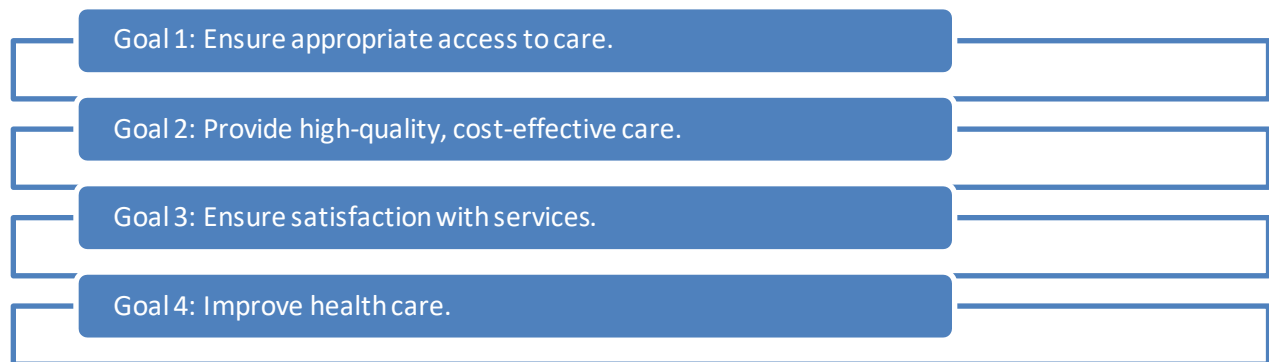 Goal 1: Ensure appropriate access to care.
Goal 2: Provide high-quality, cost-effective care.
Goal 3: Ensure satisfaction with services.
Goal 4: Improve health care.